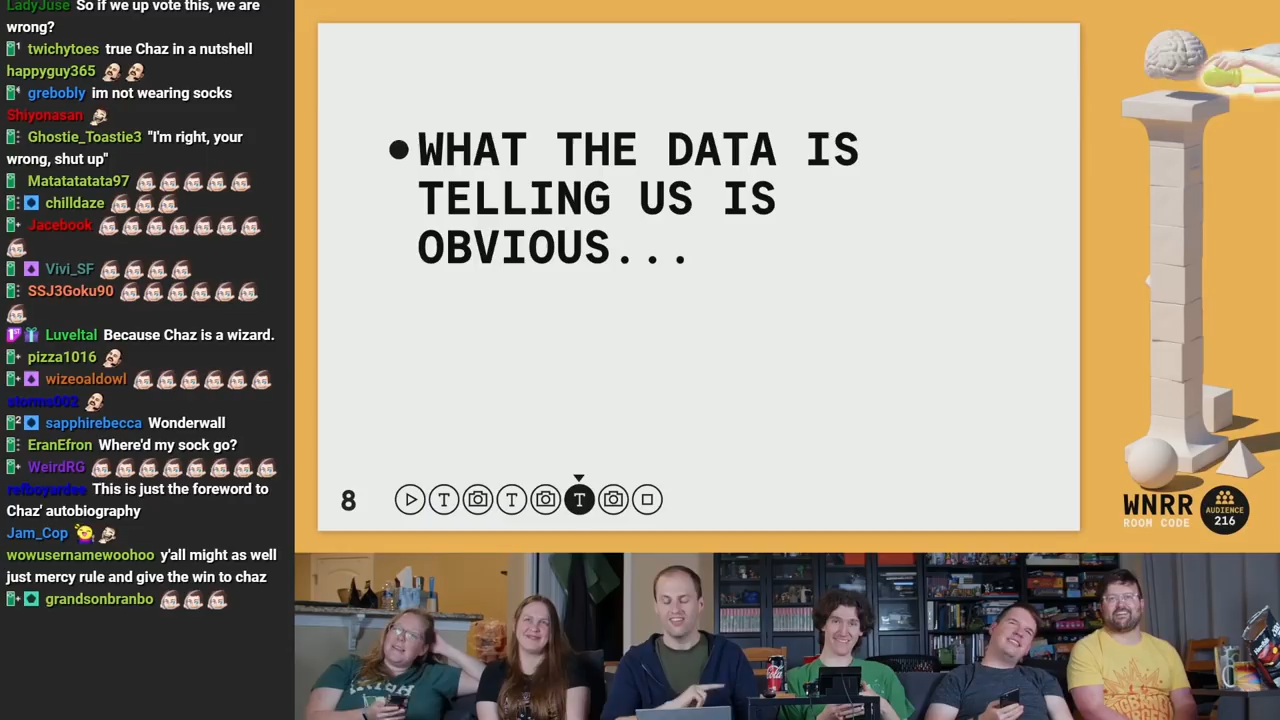 LadyJuse So if we up vote this, we are
wrong?
twichytoes true Chaz in a nutshell
happyguy365
grebobly im not wearing socks
Shiyonasan
Ghostie_Toastie3 "I'm right, your
wrong, shut up"
Matatatatata97
chilldaze
Jacebook
Vivi_SF
SSJ3Goku90
Luveltal Because Chaz is a wizard.
pizza1016
wizeoaldowl
storms002
sapphirebecca Wonderwall
EranEfron Where'd my sock go?
WeirdRG
refboyardee This is just the foreword to
Chaz' autobiography
Jam_Cop
wowusernamewoohoo y'all might as well
just mercy rule and give the win to chaz
grandsonbranbo
●WHAT THE DATA IS
TELLING US IS
OBVIOUS...
8
T T T
WNRR
ROOM CODE
AUDIENCE
216